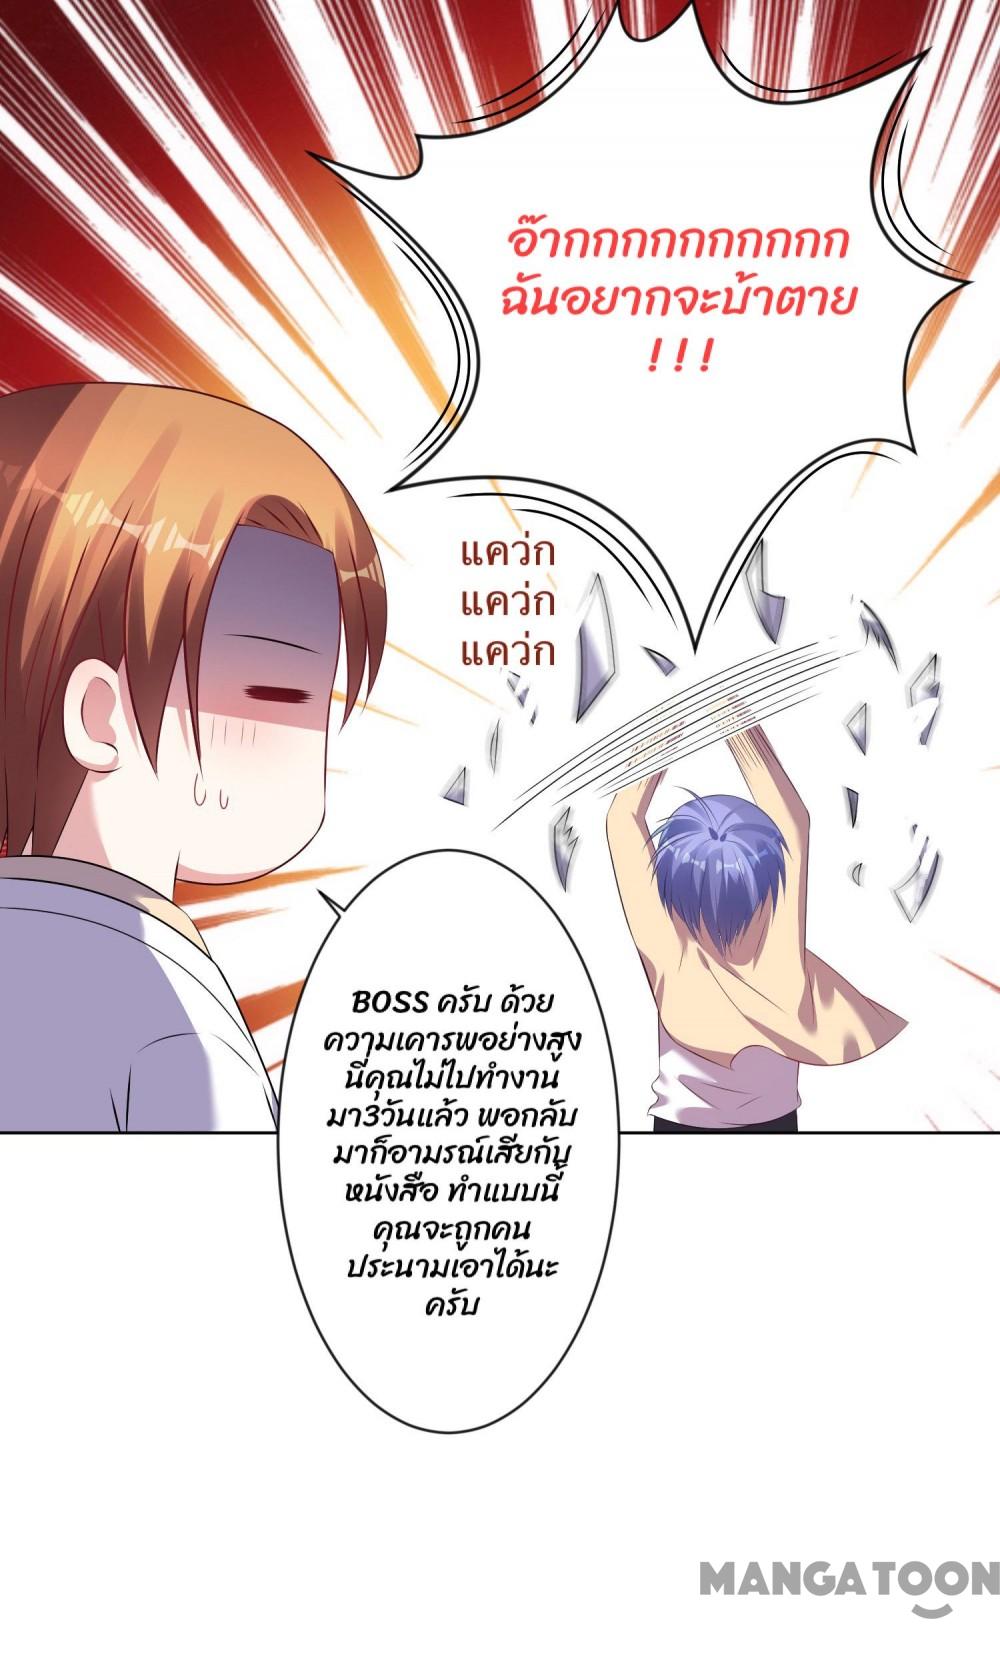 อ๊ากกกกกกกกกกก
ฉันอยากจะบ้าตาย
!!!
แคว่ก
แคว่ก
แคว่ก
BOSS ครับ ด้วย
ความเคารพอย่างสูง
นี่คุณไม่ไปทำงาน
มา3วันแล้ว พอกลับ
มาก็อามรณ์เสียกับ
หนังสือ ทำแบบนี้
คุณจะถูกคน
ประนามเอาได้นะ
ครับ
MANGATOON